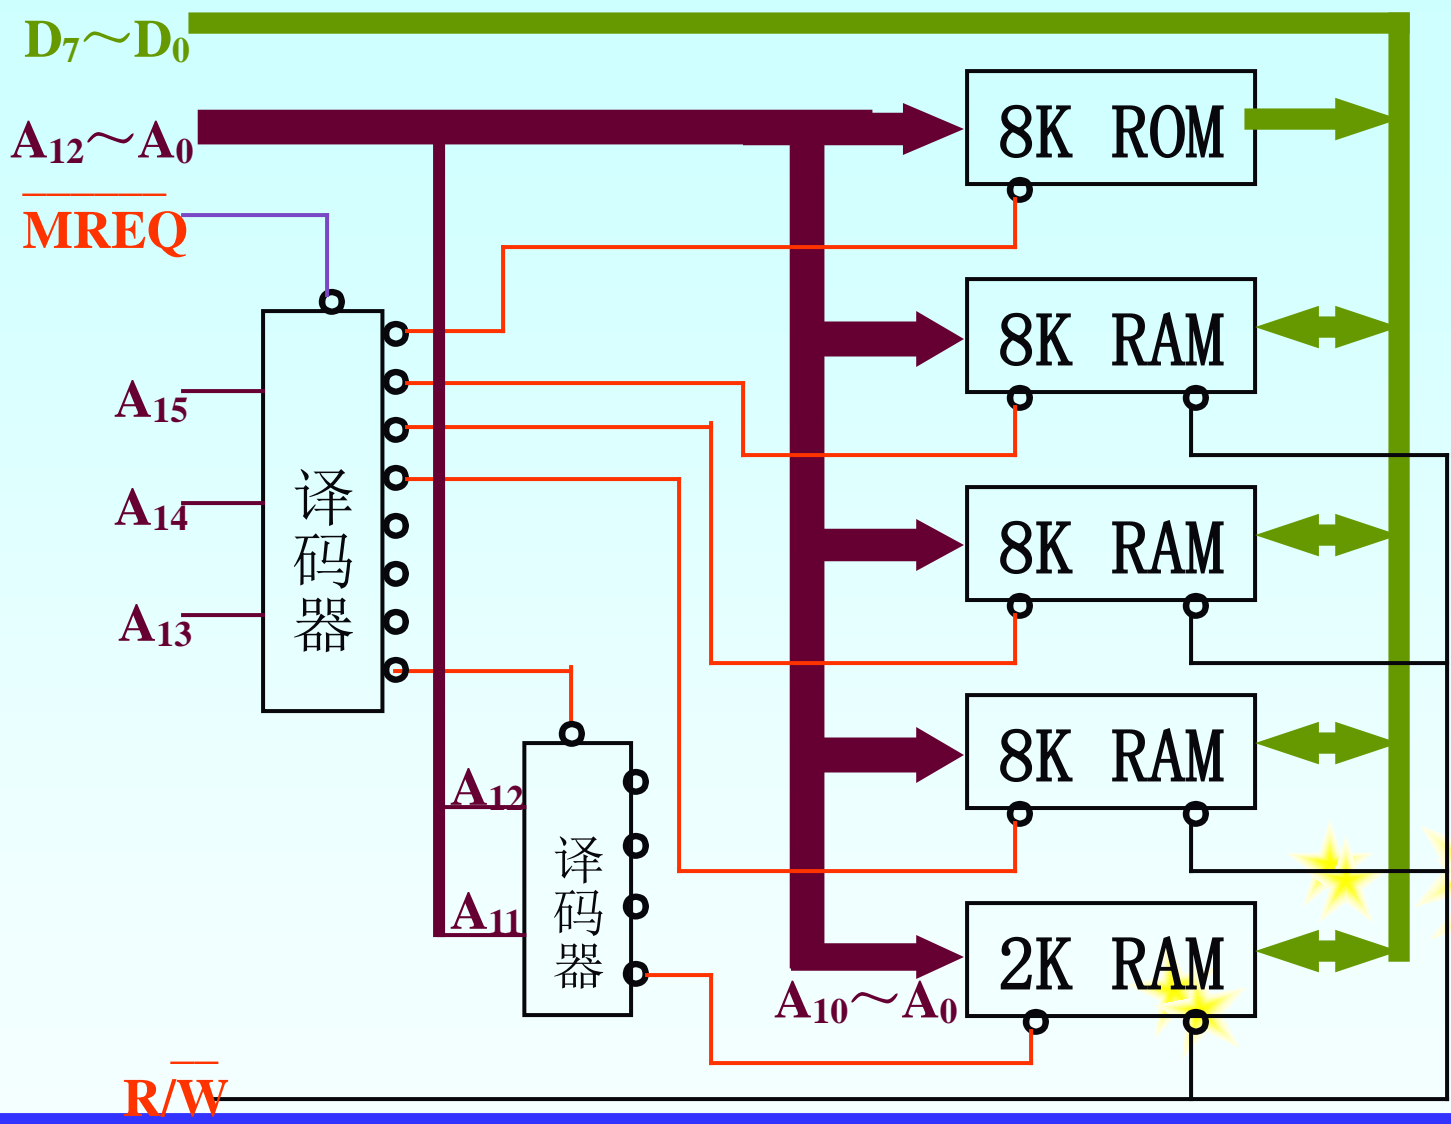 D₇～D₀
A₁₂～A₀
8K ROM
M̅R̅E̅Q̅
8K RAM
A₁₅
A₁₄
译码器
8K RAM
A₁₃
8K RAM
A₁₂
译码器
A₁₁
2K RAM
A₁₀～A₀
R/W̅